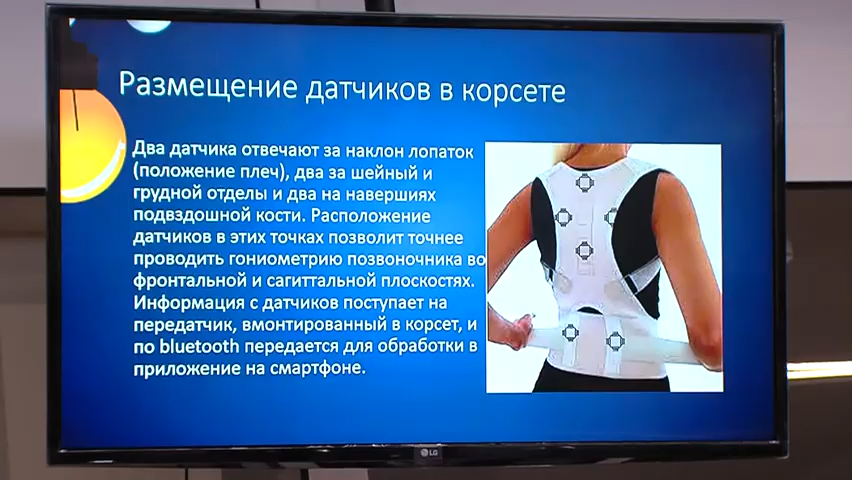 Размещение датчиков в корсете
Два датчика отвечают за наклон лопаток
(положение плеч), два за шейный и
грудной отделы и два на навершиях
подвздошной кости. Расположение
датчиков в этих точках позволит точнее
проводить гониометрию позвоночника во
фронтальной и сагиттальной плоскостях.
Информация с датчиков поступает на
передатчик, вмонтированный в корсет, и
по bluetooth передается для обработки в
приложение на смартфоне.
LG